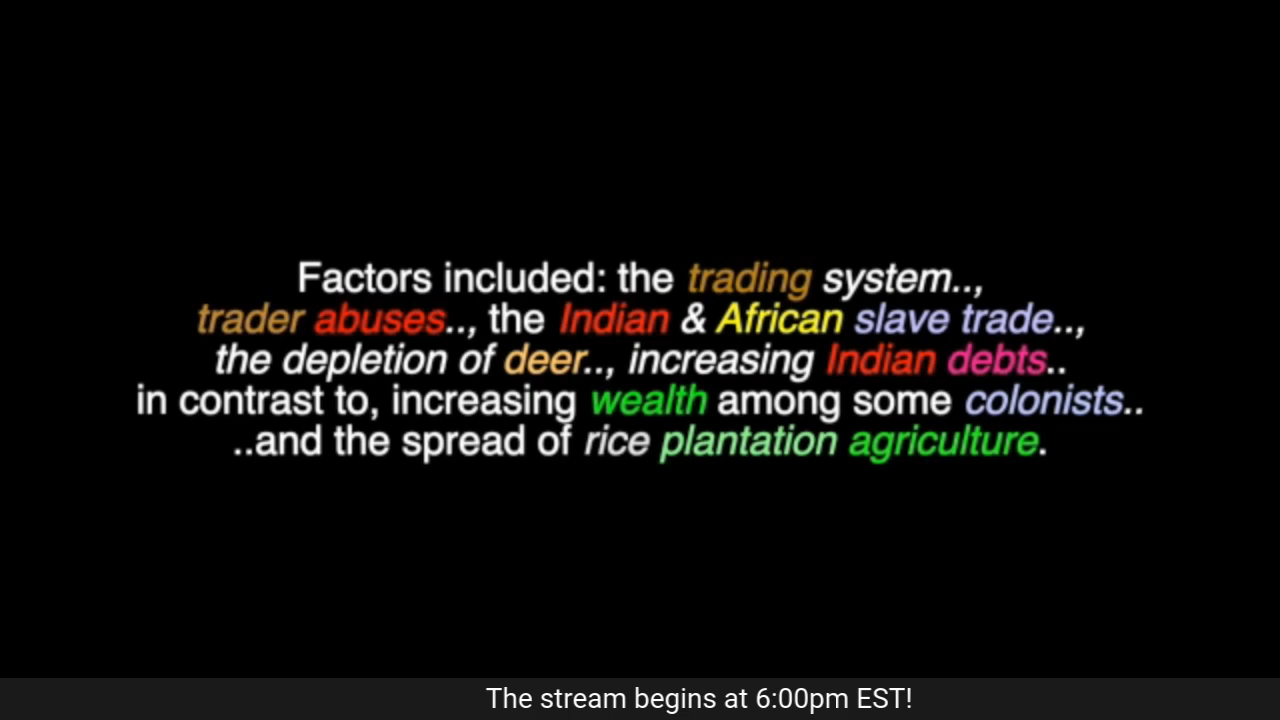 Factors included: the trading system..,
trader abuses.., the Indian & African slave trade..,
the depletion of deer.., increasing Indian debts..
in contrast to, increasing wealth among some colonists..
..and the spread of rice plantation agriculture.
The stream begins at 6:00pm EST!